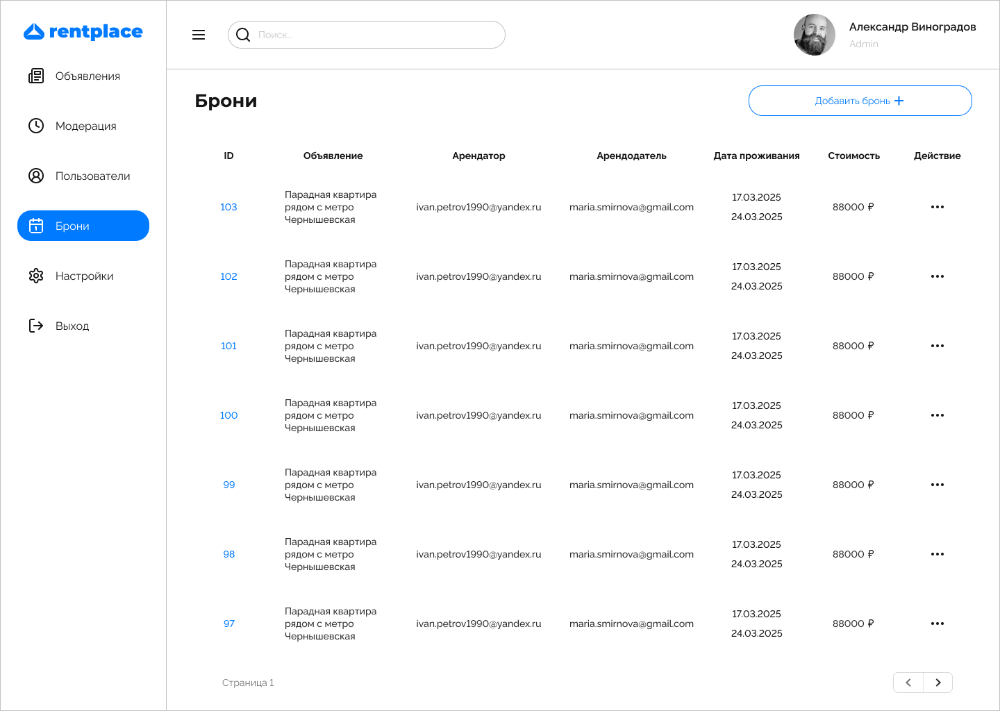 rentplace
Поиск...
Александр Виноградов
Admin
Объявления
Модерация
Пользователи
Брони
Настройки
Выход
Брони
Добавить бронь
ID Объявление Арендатор Арендодатель Дата проживания Стоимость Действие
Парадная квартира
рядом с метро
Чернышевская
103 ivan.petrov1990@yandex.ru maria.smirnova@gmail.com 88000 ₽
17.03.2025
24.03.2025
Парадная квартира
рядом с метро
Чернышевская
102 ivan.petrov1990@yandex.ru maria.smirnova@gmail.com 88000 ₽
17.03.2025
24.03.2025
Парадная квартира
рядом с метро
Чернышевская
101 ivan.petrov1990@yandex.ru maria.smirnova@gmail.com 88000 ₽
17.03.2025
24.03.2025
Парадная квартира
рядом с метро
Чернышевская
100 ivan.petrov1990@yandex.ru maria.smirnova@gmail.com 88000 ₽
17.03.2025
24.03.2025
Парадная квартира
рядом с метро
Чернышевская
99 ivan.petrov1990@yandex.ru maria.smirnova@gmail.com 88000 ₽
17.03.2025
24.03.2025
Парадная квартира
рядом с метро
Чернышевская
98 ivan.petrov1990@yandex.ru maria.smirnova@gmail.com 88000 ₽
17.03.2025
24.03.2025
Парадная квартира
рядом с метро
Чернышевская
97 ivan.petrov1990@yandex.ru maria.smirnova@gmail.com 88000 ₽
17.03.2025
24.03.2025
Страница 1